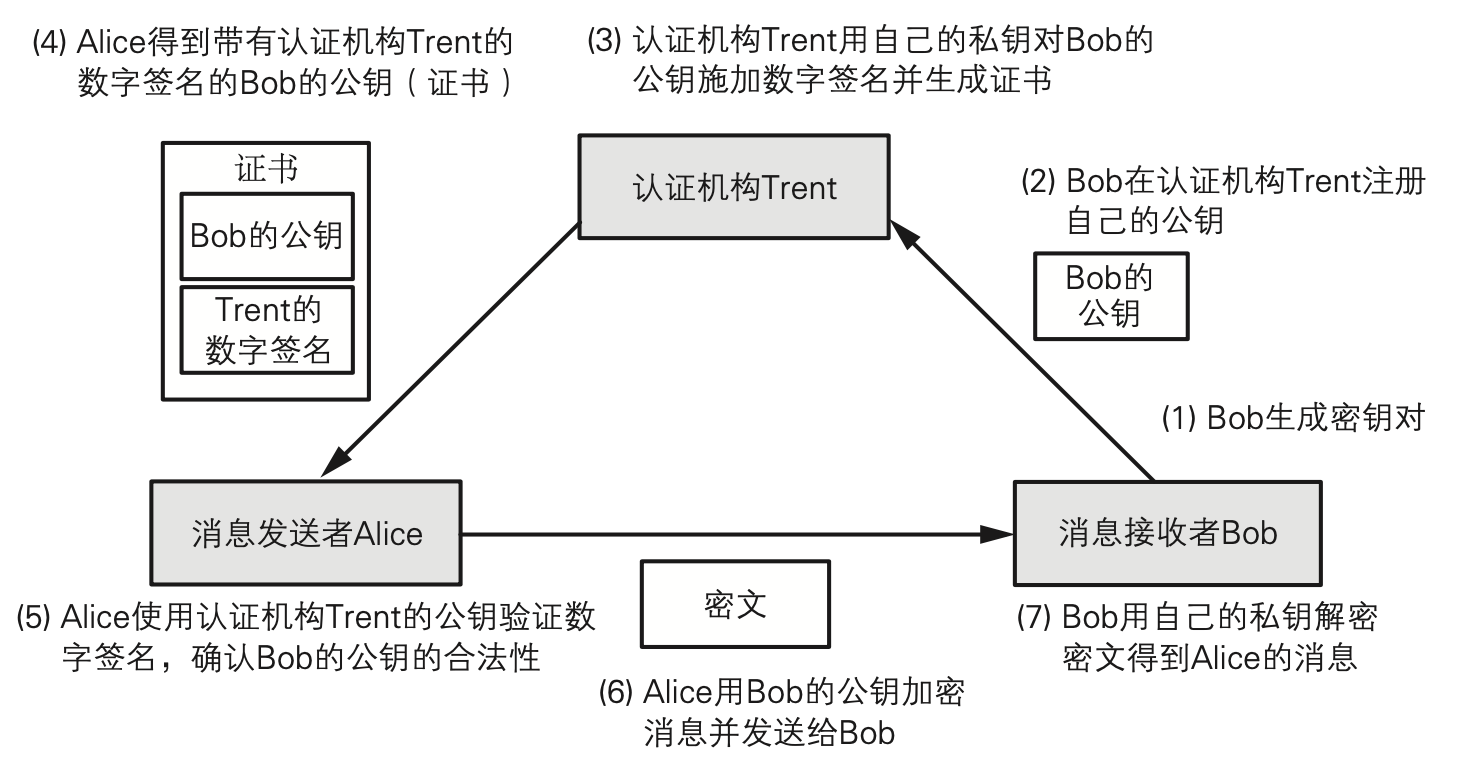 (4) Alice得到带有认证机构Trent的
数字签名的Bob的公钥（证书）
(3) 认证机构Trent用自己的私钥对Bob的
公钥施加数字签名并生成证书
证书
Bob的公钥
Trent的
数字签名
认证机构Trent
(2) Bob在认证机构Trent注册
自己的公钥
Bob的
公钥
(1) Bob生成密钥对
消息发送者Alice
消息接收者Bob
(5) Alice使用认证机构Trent的公钥验证数
字签名，确认Bob的公钥的合法性
密文
(6) Alice用Bob的公钥加密
消息并发送给Bob
(7) Bob用自己的私钥解密
密文得到Alice的消息